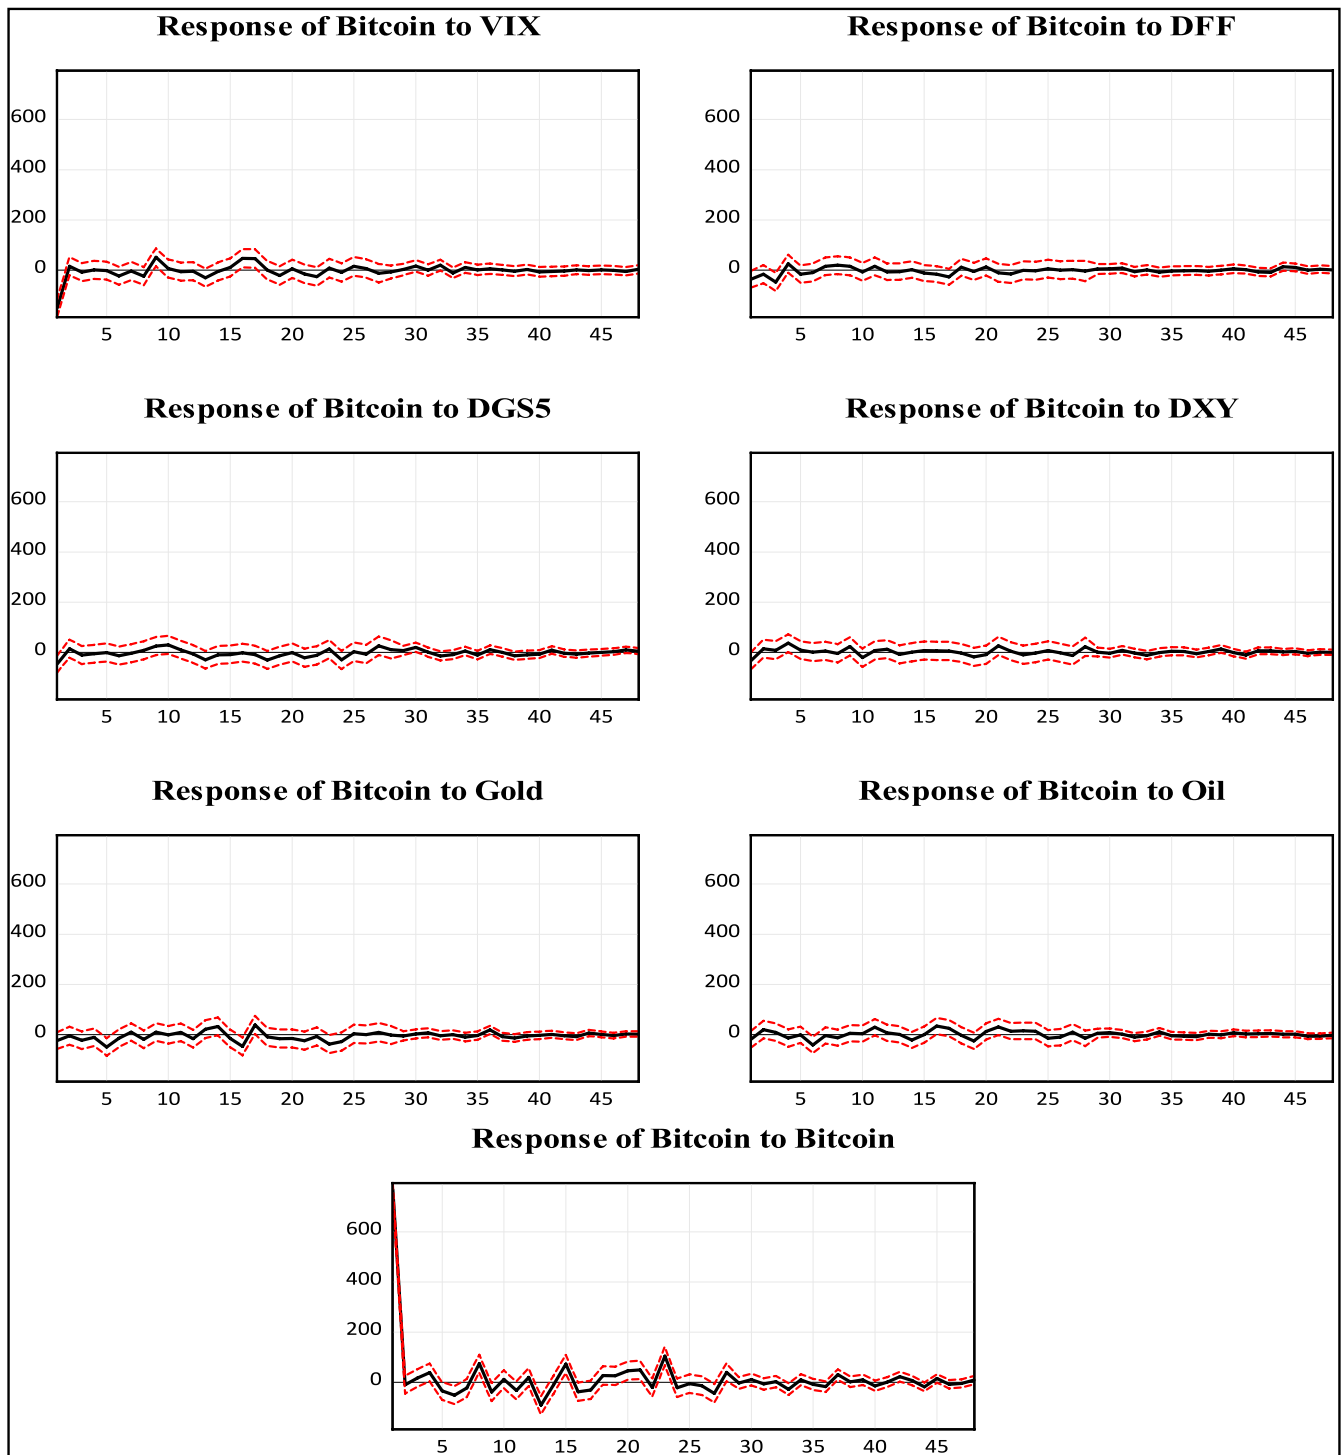 Response of Bitcoin to VIX
600
400
200
0
5 10 15 20 25 30 35 40 45
Response of Bitcoin to DFF
600
400
200
0
5 10 15 20 25 30 35 40 45
Response of Bitcoin to DGS5
600
400
200
0
5 10 15 20 25 30 35 40 45
Response of Bitcoin to DXY
600
400
200
0
5 10 15 20 25 30 35 40 45
Response of Bitcoin to Gold
600
400
200
0
5 10 15 20 25 30 35 40 45
Response of Bitcoin to Oil
600
400
200
0
5 10 15 20 25 30 35 40 45
Response of Bitcoin to Bitcoin
600
400
200
0
5 10 15 20 25 30 35 40 45